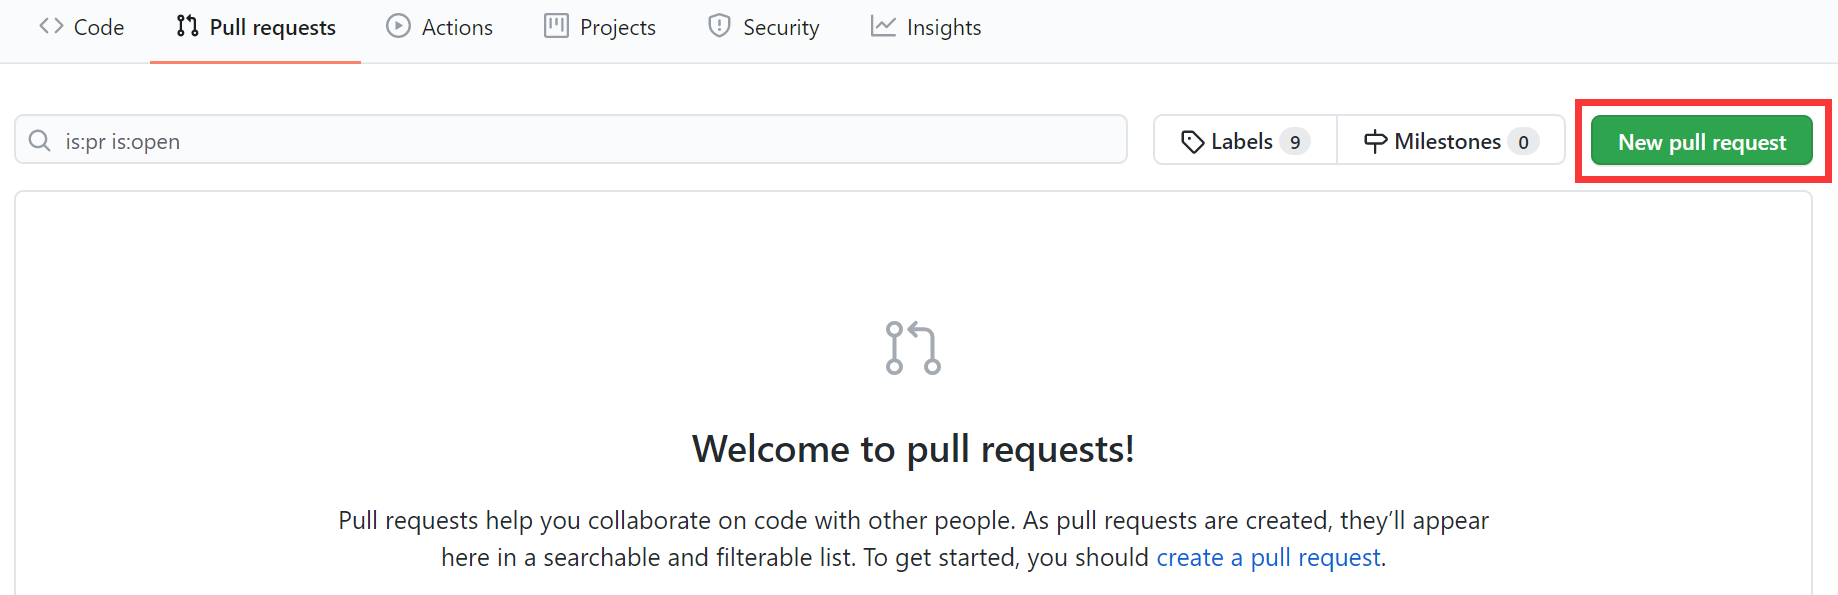 Code Pull requests Actions Projects Security Insights
is:pr is:open Labels 9 Milestones 0 New pull request
Welcome to pull requests!
Pull requests help you collaborate on code with other people. As pull requests are created, they’ll appear
here in a searchable and filterable list. To get started, you should create a pull request.